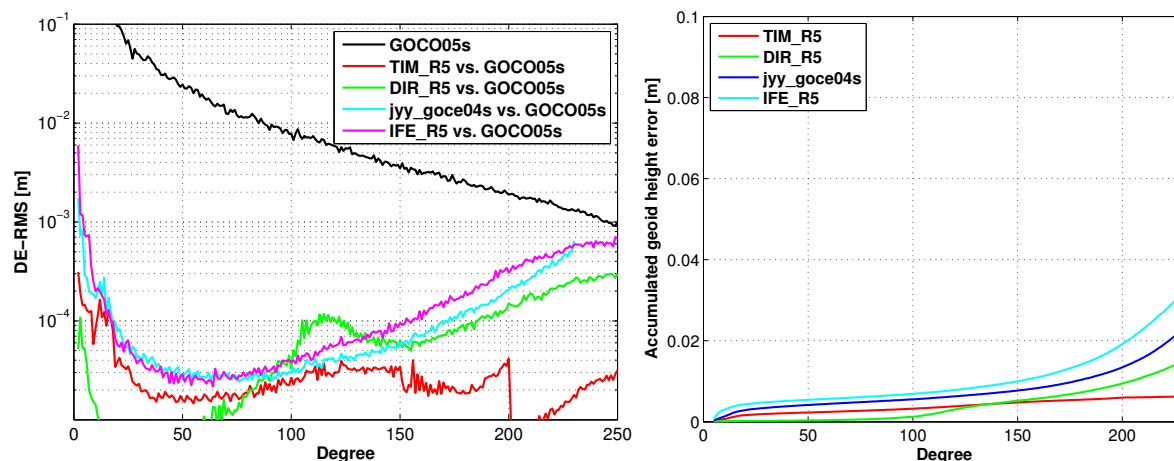 10^-1
10^-2
10^-3
10^-4
DE-RMS [m]
0
50
100
150
200
250
Degree
GOCO05s
TIM_R5 vs. GOCO05s
DIR_R5 vs. GOCO05s
jyy_goce04s vs. GOCO05s
IFE_R5 vs. GOCO05s
0.1
0.08
0.06
0.04
0.02
0
Accumulated geoid height error [m]
0
50
100
150
200
Degree
TIM_R5
DIR_R5
jyy_goce04s
IFE_R5